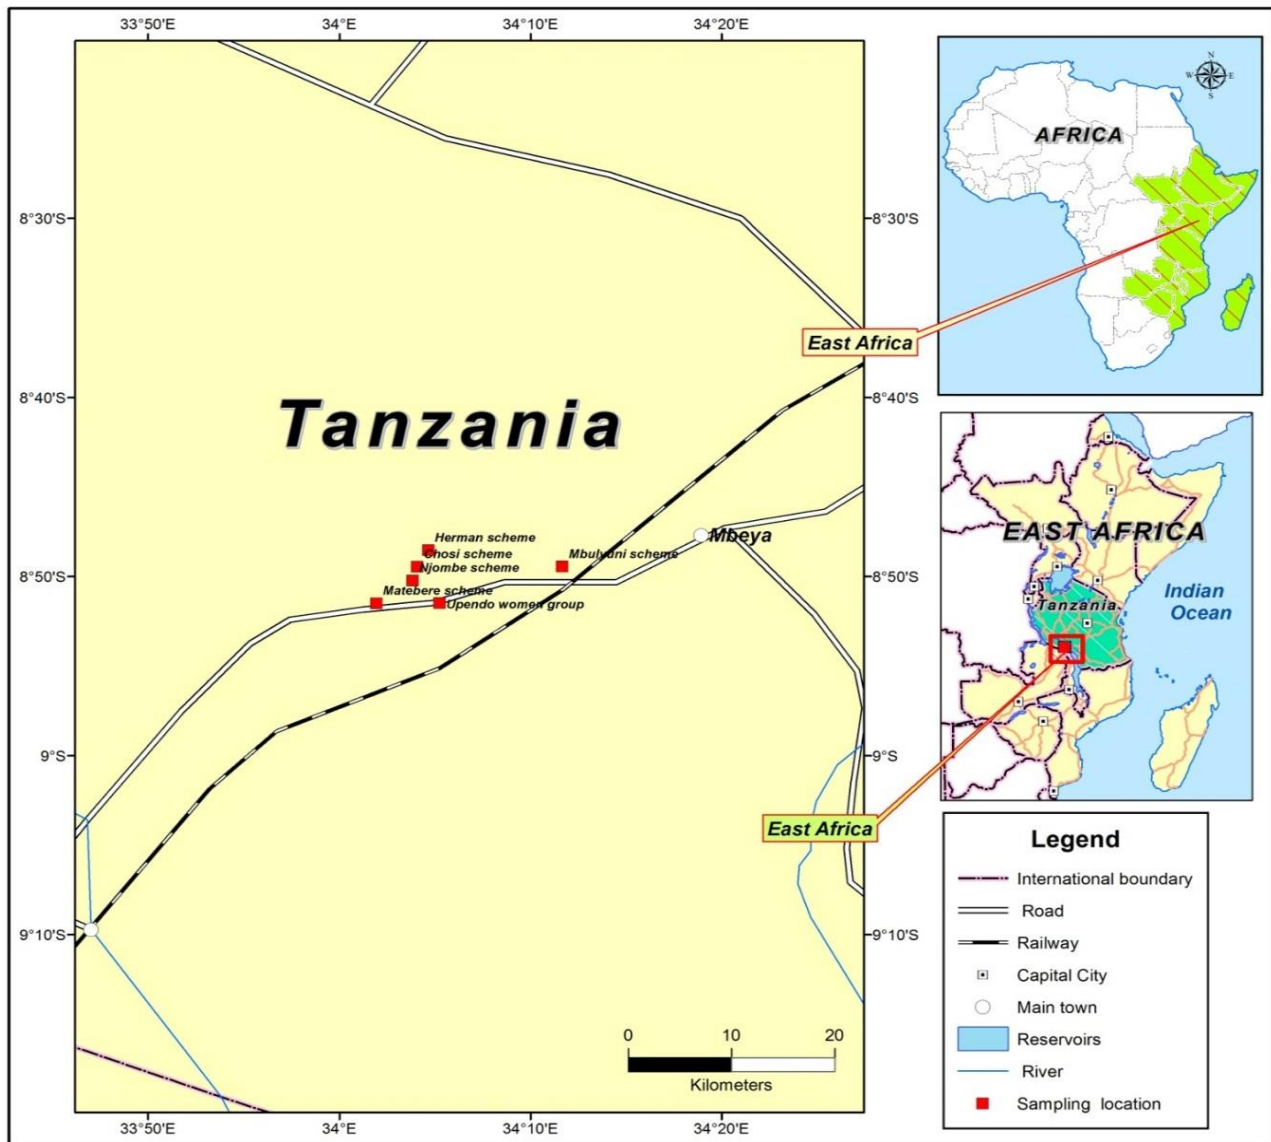 33°50'E
34°E
34°10'E
34°20'E
8°30'S
8°40'S
8°50'S
9°S
9°10'S
Tanzania
Herman scheme
Chosi scheme
Njombe scheme
Matebere scheme
Upendo women group
Mbuluni scheme
Mbeya
0 10 20
Kilometers
33°50'E
34°E
34°10'E
34°20'E
8°30'S
8°40'S
8°50'S
9°S
9°10'S
N
W E
S
AFRICA
East Africa
EAST AFRICA
Tanzania
Indian
Ocean
East Africa
Legend
International boundary
Road
Railway
Capital City
Main town
Reservoirs
River
Sampling location